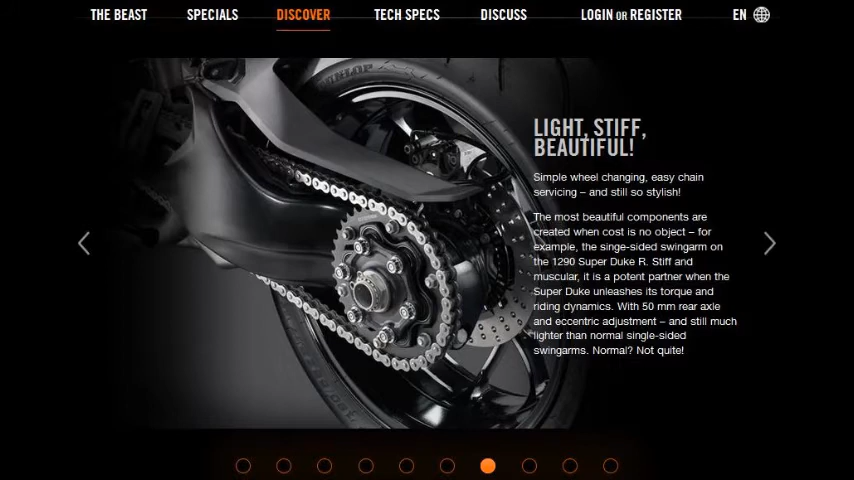 THE BEAST
SPECIALS
DISCOVER
TECH SPECS
DISCUSS
LOGIN OR REGISTER
EN
DUNLOP
LIGHT, STIFF,
BEAUTIFUL!
Simple wheel changing, easy chain
servicing – and still so stylish!
The most beautiful components are
created when cost is no object – for
example, the singe-sided swingarm on
the 1290 Super Duke R. Stiff and
muscular, it is a potent partner when the
Super Duke unleashes its torque and
riding dynamics. With 50 mm rear axle
and eccentric adjustment – and still much
lighter than normal single-sided
swingarms. Normal? Not quite!